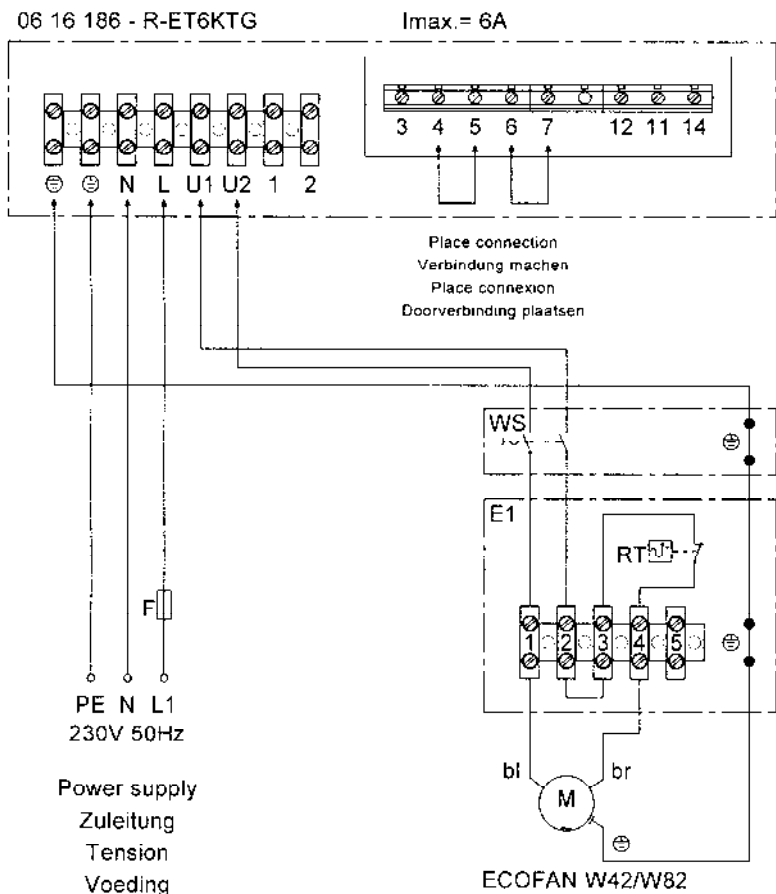 06 16 186 - R-ET6KTG
Imax.= 6A
3 4 5 6 7 12 11 14
N L U1 U2 1 2
Place connection
Verbindung machen
Place connexion
Doorverbinding plaatsen
WS
E1
RT
F
1 2 3 4 5
PE N L1
230V 50Hz
bl
br
M
Power supply
Zuleitung
Tension
Voeding
ECOFAN W42/W82